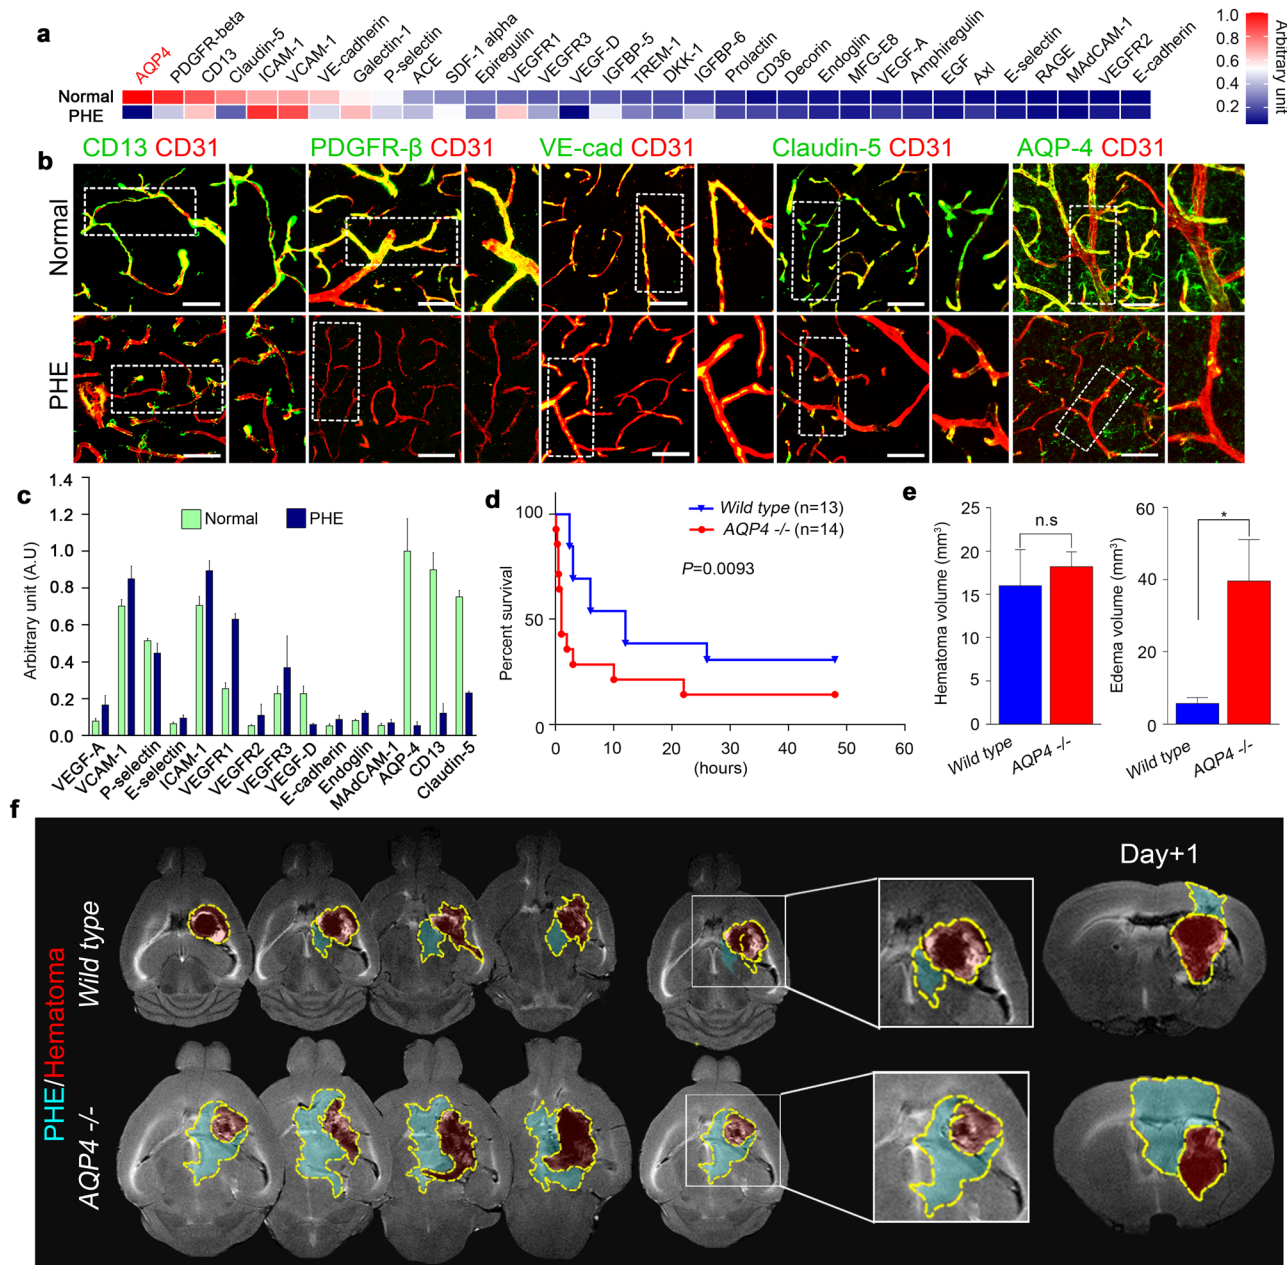 a
AQP4
PDGFR-beta
CD13
Claudin-5
ICAM-1
VCAM-1
VE-cadherin
Galectin-1
P-selectin
ACE
SDF-1 alpha
Epiregulin
VEGFR1
VEGFR3
VEGF-D
IGFBP-5
TREM-1
DKK-1
IGFBP-6
Prolactin
CD36
Decorin
Endoglin
MFG-E8
VEGF-A
Amphiregulin
EGF
Axl
E-selectin
RAGE
MAdCAM-1
VEGFR2
E-cadherin
Normal
PHE
1.0
0.8
0.6
0.4
0.2
Arbitrary unit
b
CD13 CD31
PDGFR-β CD31
VE-cad CD31
Claudin-5 CD31
AQP-4 CD31
Normal
PHE
c
Arbitrary unit (A.U)
1.4
1.2
1.0
0.8
0.6
0.4
0.2
0.0
Normal
PHE
VEGF-A
VCAM-1
P-selectin
E-selectin
ICAM-1
VEGFR1
VEGFR2
VEGFR3
VEGF-D
E-cadherin
Endoglin
MAdCAM-1
AQP-4
CD13
Claudin-5
d
Percent survival
100
50
0
Wild type (n=13)
AQP4 -/- (n=14)
P=0.0093
0 10 20 30 40 50 60
(hours)
e
Hematoma volume (mm³)
25
20
15
10
5
0
n.s
Wild type
AQP4 -/-
Edema volume (mm³)
60
40
20
0
*
Wild type
AQP4 -/-
f
PHE/Hematoma
Wild type
AQP4 -/-
Day+1